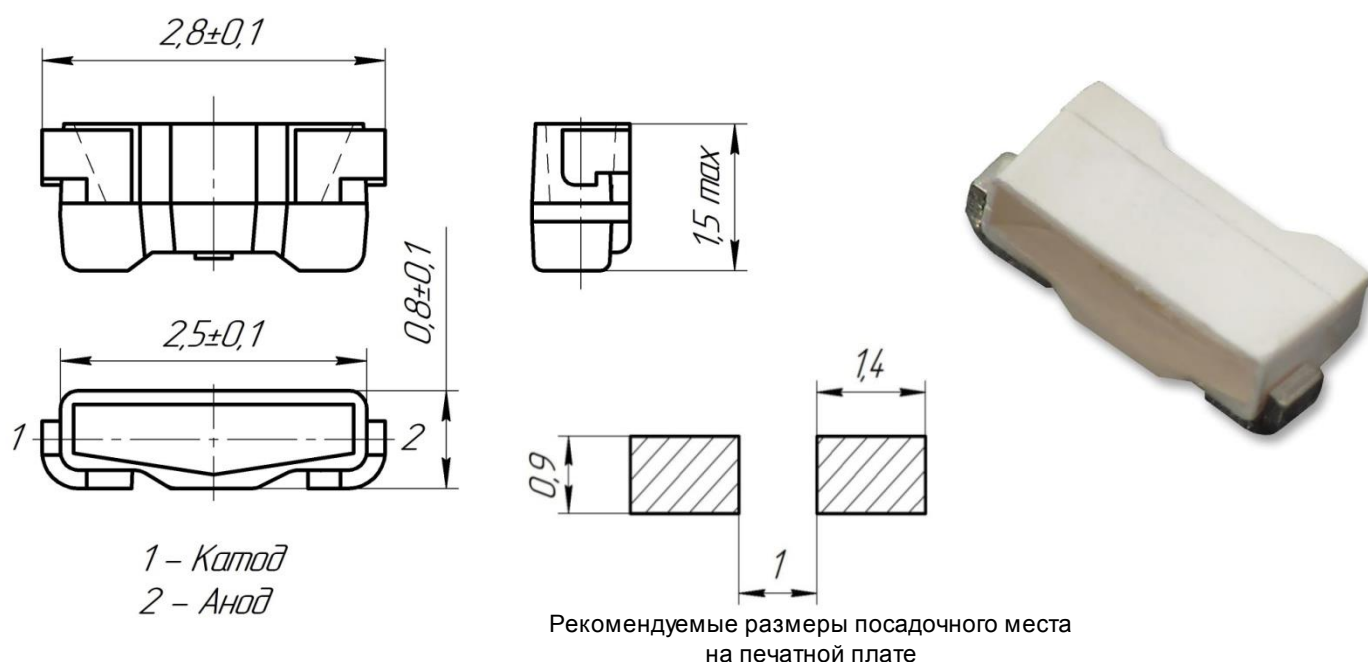 2,8±0,1
1,5 max
0,8±0,1
2,5±0,1
1
2
1,4
0,9
1
1 – Катод
2 – Анод
Рекомендуемые размеры посадочного места
на печатной плате